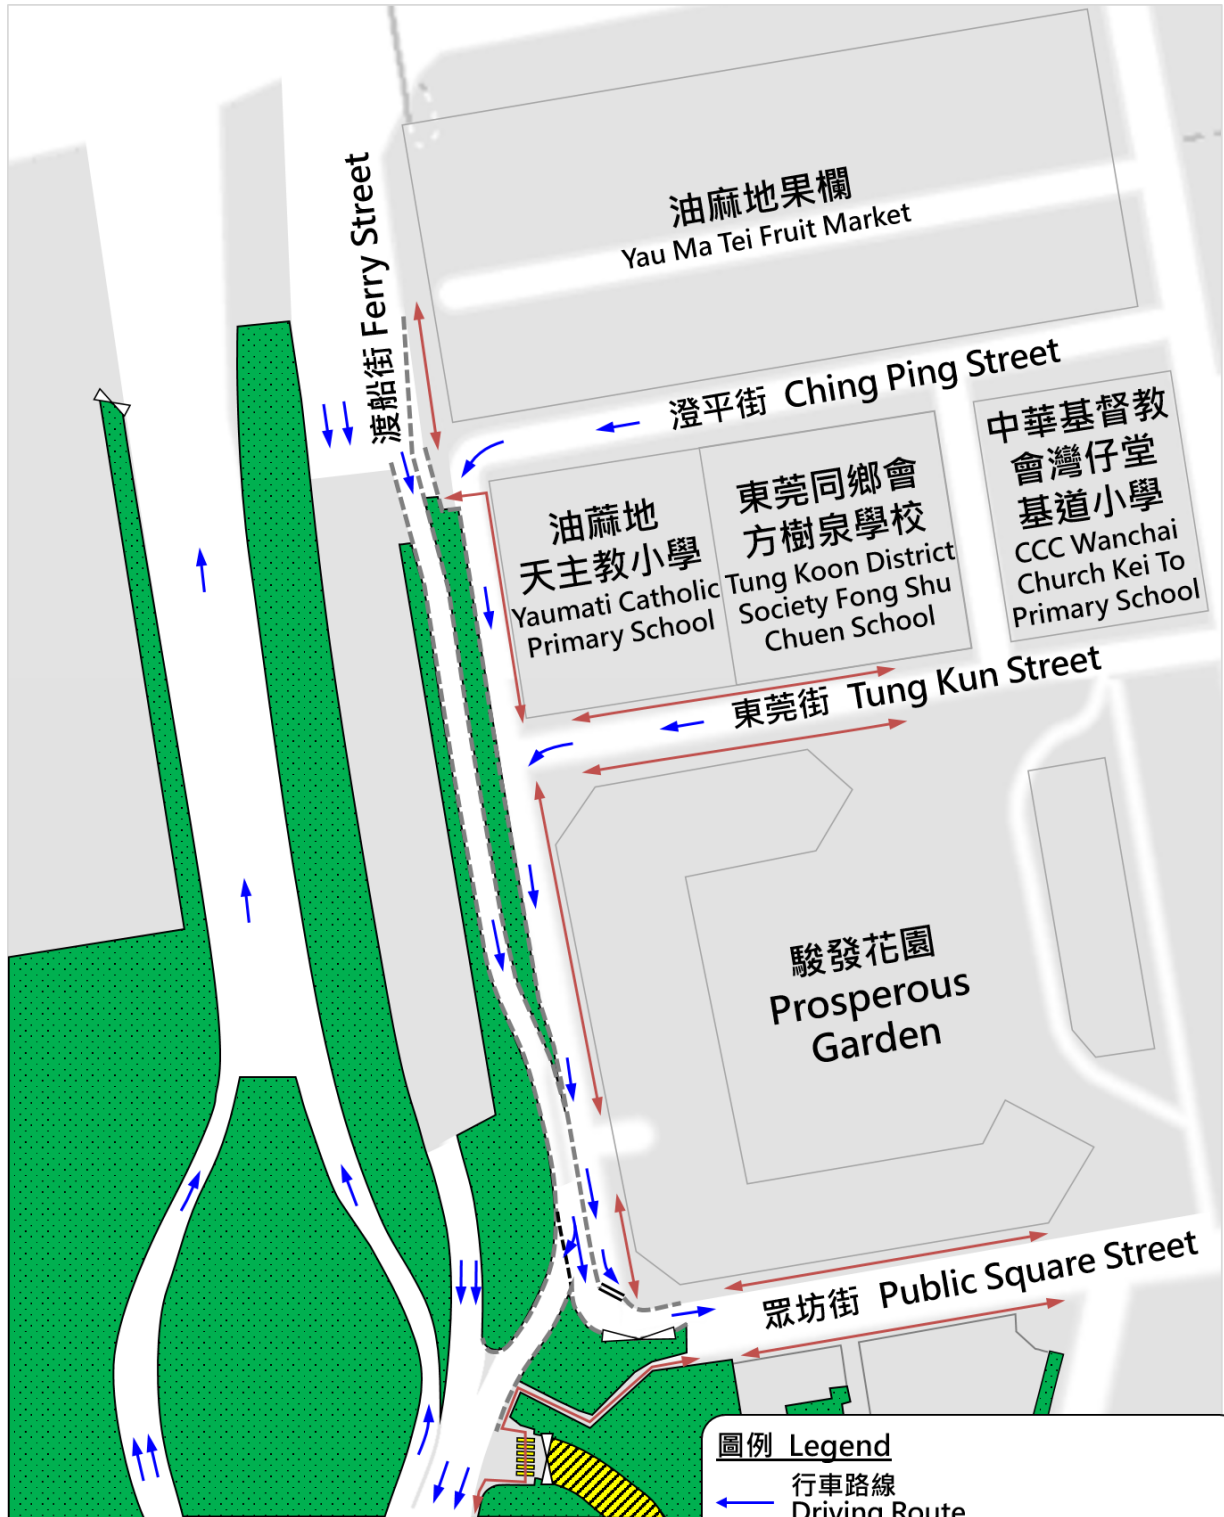 油麻地果欄
Yau Ma Tei Fruit Market
渡船街 Ferry Street
澄平街 Ching Ping Street
中華基督教
會灣仔堂
基道小學
CCC Wanchai
Church Kei To
Primary School
東莞同鄉會
方樹泉學校
Tung Koon District
Society Fong Shu
Chuen School
油蔴地
天主教小學
Yaumati Catholic
Primary School
東莞街 Tung Kun Street
駿發花園
Prosperous
Garden
眾坊街 Public Square Street
圖例 Legend
行車路線
Driving Route